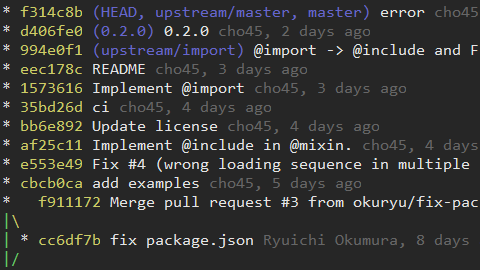 * f314c8b (HEAD, upstream/master, master) error cho45
* d406fe0 (0.2.0) 0.2.0 cho45, 2 days ago
* 994e0f1 (upstream/import) @import -> @include and F
* eec178c README cho45, 3 days ago
* 1573616 Implement @import cho45, 3 days ago
* 35bd26d ci cho45, 4 days ago
* bb6e892 Update license cho45, 4 days ago
* af25c11 Implement @include in @mixin. cho45, 4
* e553e49 Fix #4 (wrong loading sequence in multiple
* cbcb0ca add examples cho45, 5 days ago
*   f911172 Merge pull request #3 from okuryu/fix-pac
|\
| * cc6df7b fix package.json Ryuichi Okumura, 8 days
|/